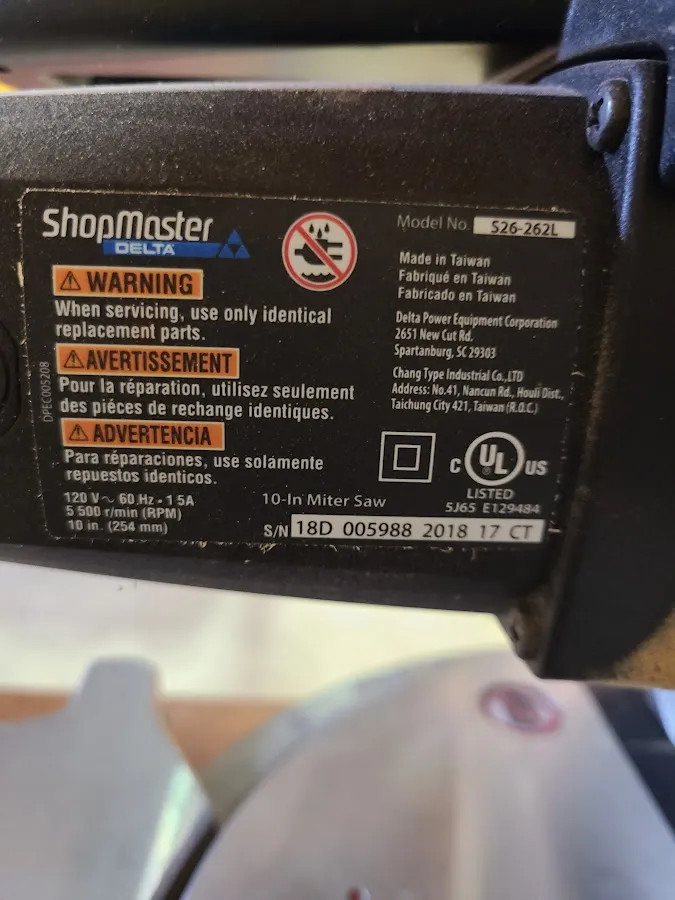 ShopMaster
DELTA
Model No. S26-262L
WARNING
When servicing, use only identical
replacement parts.
AVERTISSEMENT
Pour la réparation, utilisez seulement
des piéces de rechange identiques.
ADVERTENCIA
Para réparaciones, use solamente
repuestos identicos.
120 V~ 60 Hz - 15A
5 500 r/min (RPM)
10 in. (254 mm)
DPEC005208
Made in Taiwan
Fabriqué en Taiwan
Fabricado en Taiwan
Delta Power Equipment Corporation
2651 New Cut Rd.
Spartanburg, SC 29303
Chang Type Industrial Co.,LTD
Address: No.41, Nancun Rd., Houli Dist.,
Taichung City 421, Taiwan (R.O.C.)
C UL US
LISTED
5J65 E129484
10-In Miter Saw
S/N 18D 005988 2018 17 CT